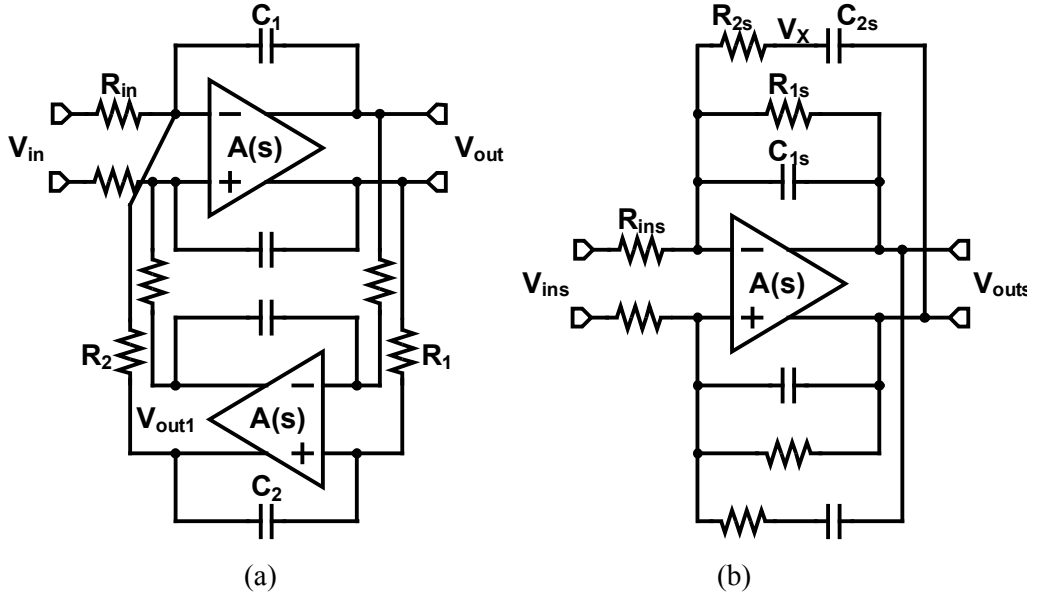 C1
Rin
Vin
−
A(s)
+
Vout
R2
R1
Vout1
−
A(s)
+
C2
(a)
R2s
VX
C2s
R1s
C1s
Rins
Vins
−
A(s)
+
Vouts
(b)